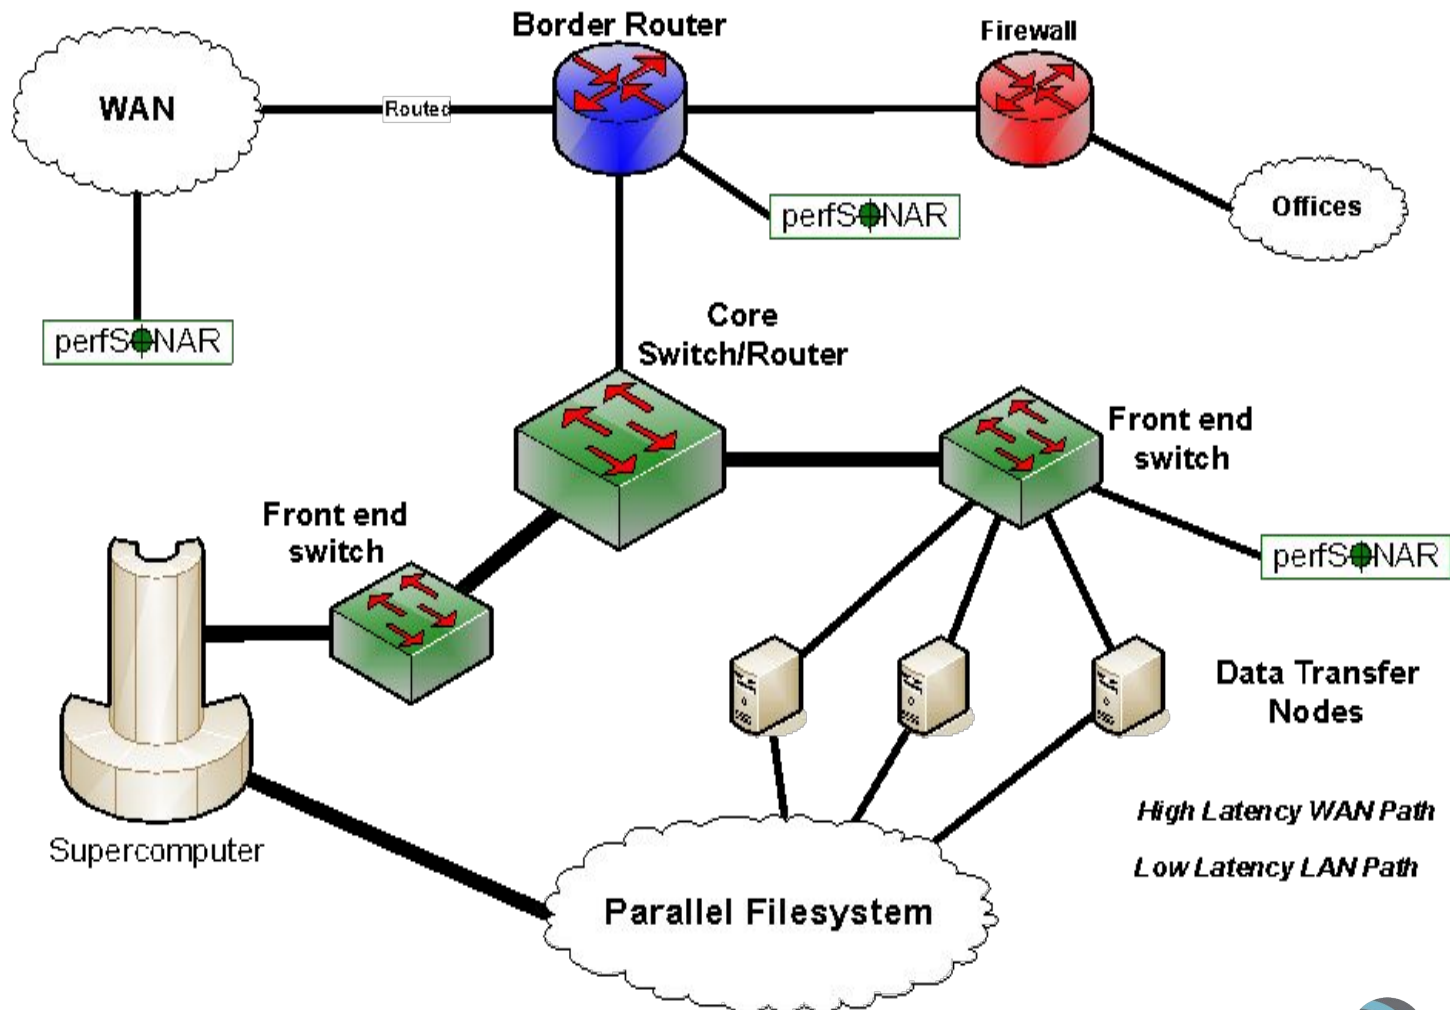 Border Router
Firewall
WAN
Routed
Offices
perfSONAR
perfSONAR
Core
Switch/Router
Front end
switch
Front end
switch
perfSONAR
Data Transfer
Nodes
High Latency WAN Path
Supercomputer
Low Latency LAN Path
Parallel Filesystem